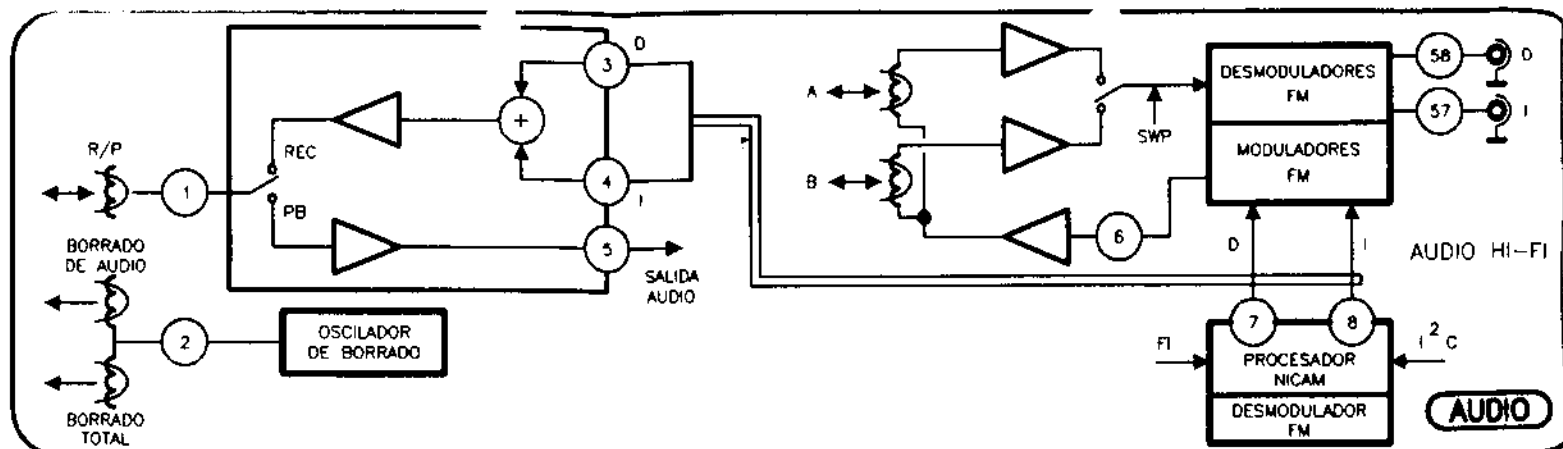 D
3
R/P
1
REC
+
4
I
PB
5
SALIDA
AUDIO
BORRADO
DE AUDIO
2
OSCILADOR
DE BORRADO
BORRADO
TOTAL
A
B
SWP
6
DESMODULADORES
FM
MODULADORES
FM
58
D
57
I
D
I
AUDIO HI-FI
7
8
FI
I²C
PROCESADOR
NICAM
DESMODULADOR
FM
AUDIO